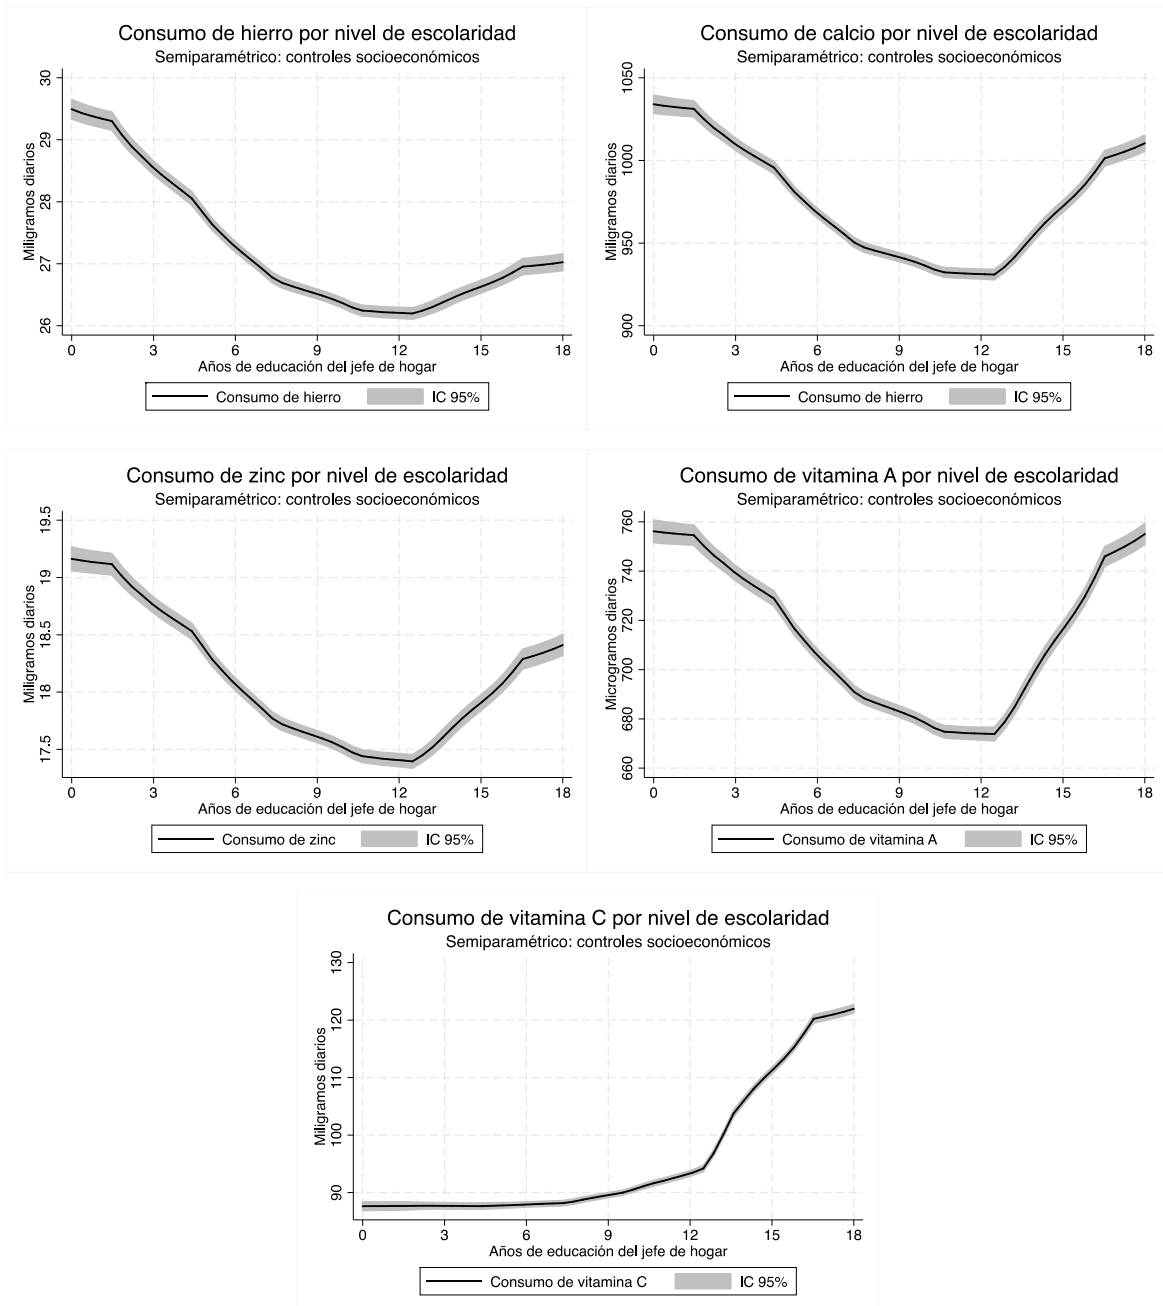 Consumo de hierro por nivel de escolaridad
Semiparamétrico: controles socioeconómicos
Miligramos diarios
30
29
28
27
26
0 3 6 9 12 15 18
Años de educación del jefe de hogar
Consumo de hierro IC 95%
Consumo de calcio por nivel de escolaridad
Semiparamétrico: controles socioeconómicos
Miligramos diarios
1050
1000
950
900
0 3 6 9 12 15 18
Años de educación del jefe de hogar
Consumo de hierro IC 95%
Consumo de zinc por nivel de escolaridad
Semiparamétrico: controles socioeconómicos
Miligramos diarios
19.5
19
18.5
18
17.5
0 3 6 9 12 15 18
Años de educación del jefe de hogar
Consumo de zinc IC 95%
Consumo de vitamina A por nivel de escolaridad
Semiparamétrico: controles socioeconómicos
Microgramos diarios
760
740
720
700
680
660
0 3 6 9 12 15 18
Años de educación del jefe de hogar
Consumo de vitamina A IC 95%
Consumo de vitamina C por nivel de escolaridad
Semiparamétrico: controles socioeconómicos
Miligramos diarios
130
120
110
100
90
0 3 6 9 12 15 18
Años de educación del jefe de hogar
Consumo de vitamina C IC 95%